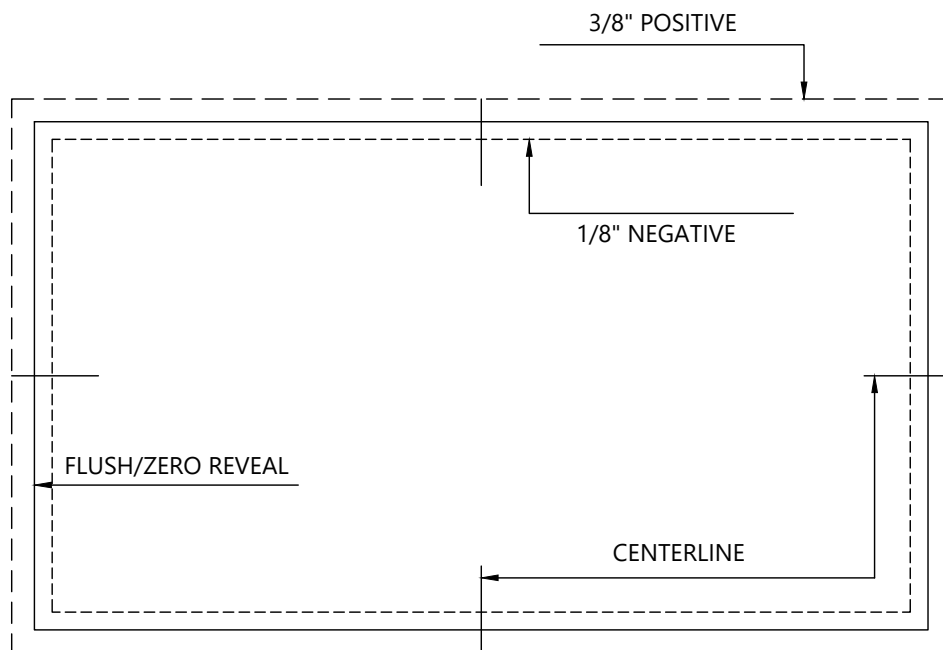 3/8" POSITIVE
1/8" NEGATIVE
FLUSH/ZERO REVEAL
CENTERLINE